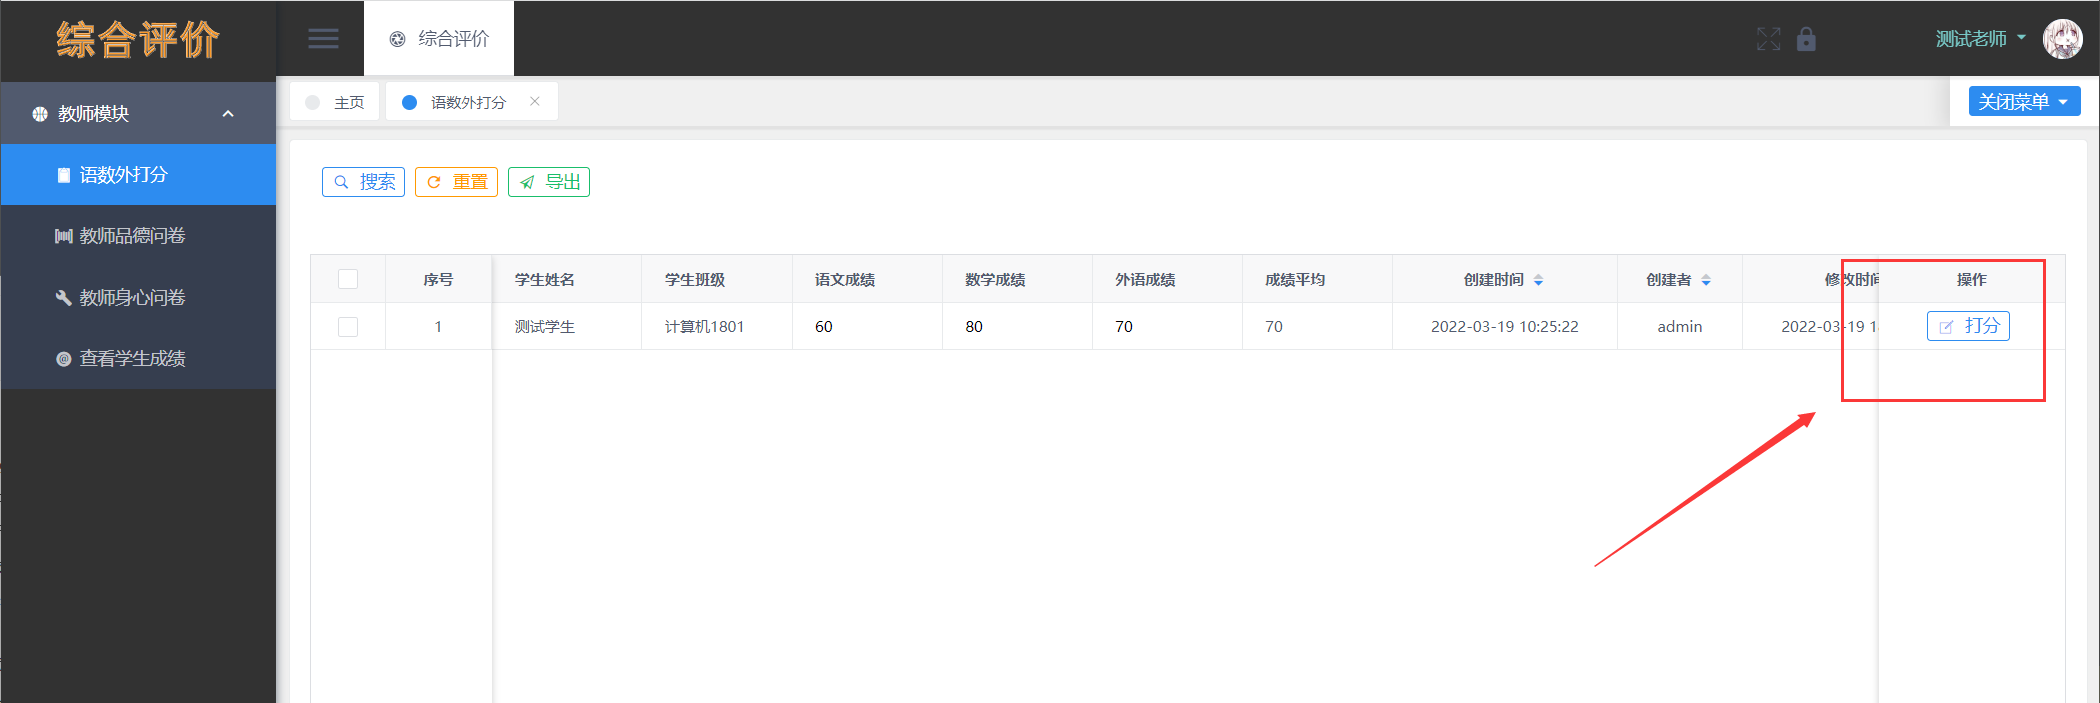 综合评价
综合评价
测试老师
教师模块
语数外打分
教师品德问卷
教师身心问卷
查看学生成绩
主页
语数外打分
关闭菜单
搜索
重置
导出
序号 学生姓名 学生班级 语文成绩 数学成绩 外语成绩 成绩平均 创建时间 创建者 修改时间 操作
1 测试学生 计算机1801 60 80 70 70 2022-03-19 10:25:22 admin 2022-03-19 1 打分